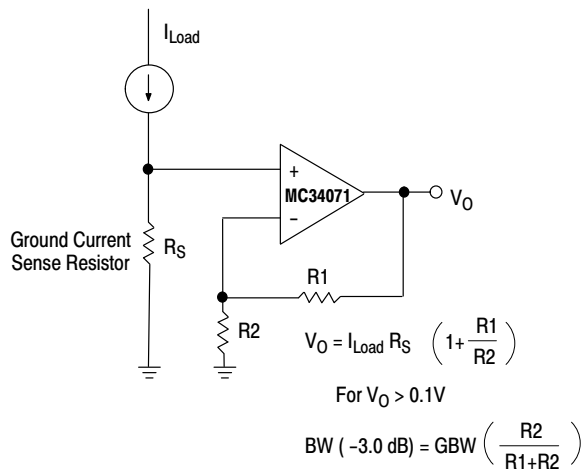 I_Load
+
MC34071
−
V_O
Ground Current
Sense Resistor
R_S
R1
R2
V_O = I_Load R_S (1+ R1/R2)
For V_O > 0.1V
BW ( −3.0 dB) = GBW ( R2/R1+R2 )